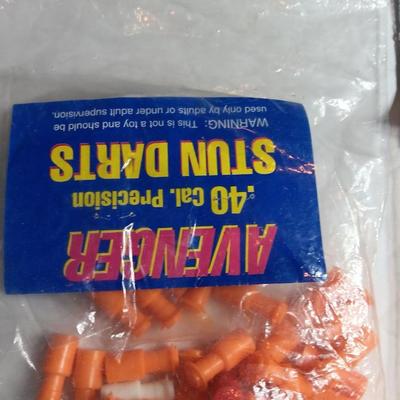 AVENGER
.40 Cal. Precision
STUN DARTS
WARNING: This is not a toy and should be
used only by adults or under adult supervision.